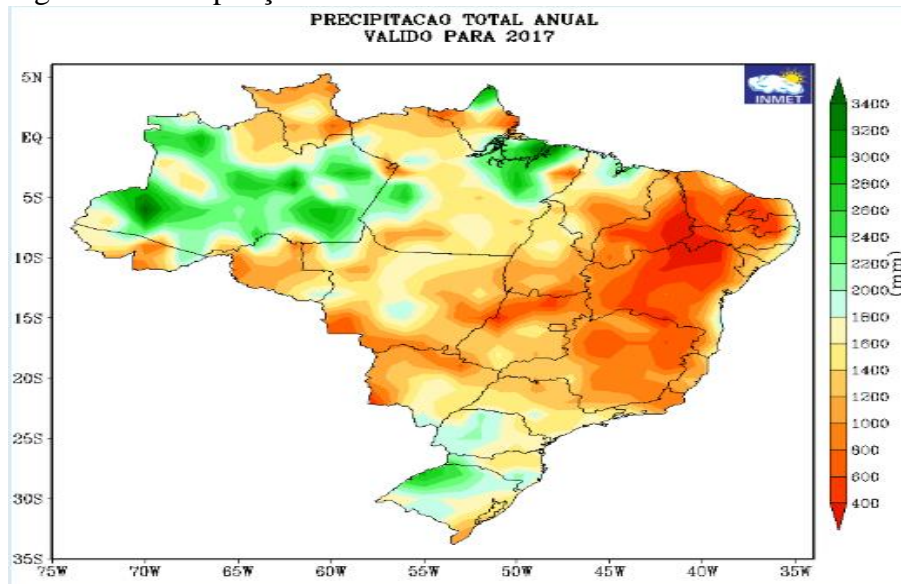 PRECIPITACAO TOTAL ANUAL
VALIDO PARA 2017
INMET
5N
EQ
5S
10S
15S
20S
25S
30S
35S
75W 70W 65W 60W 55W 50W 45W 40W 35W
3400
3200
3000
2800
2600
2400
2200
2000
1800
1600
1400
1200
1000
800
600
400
(mm)